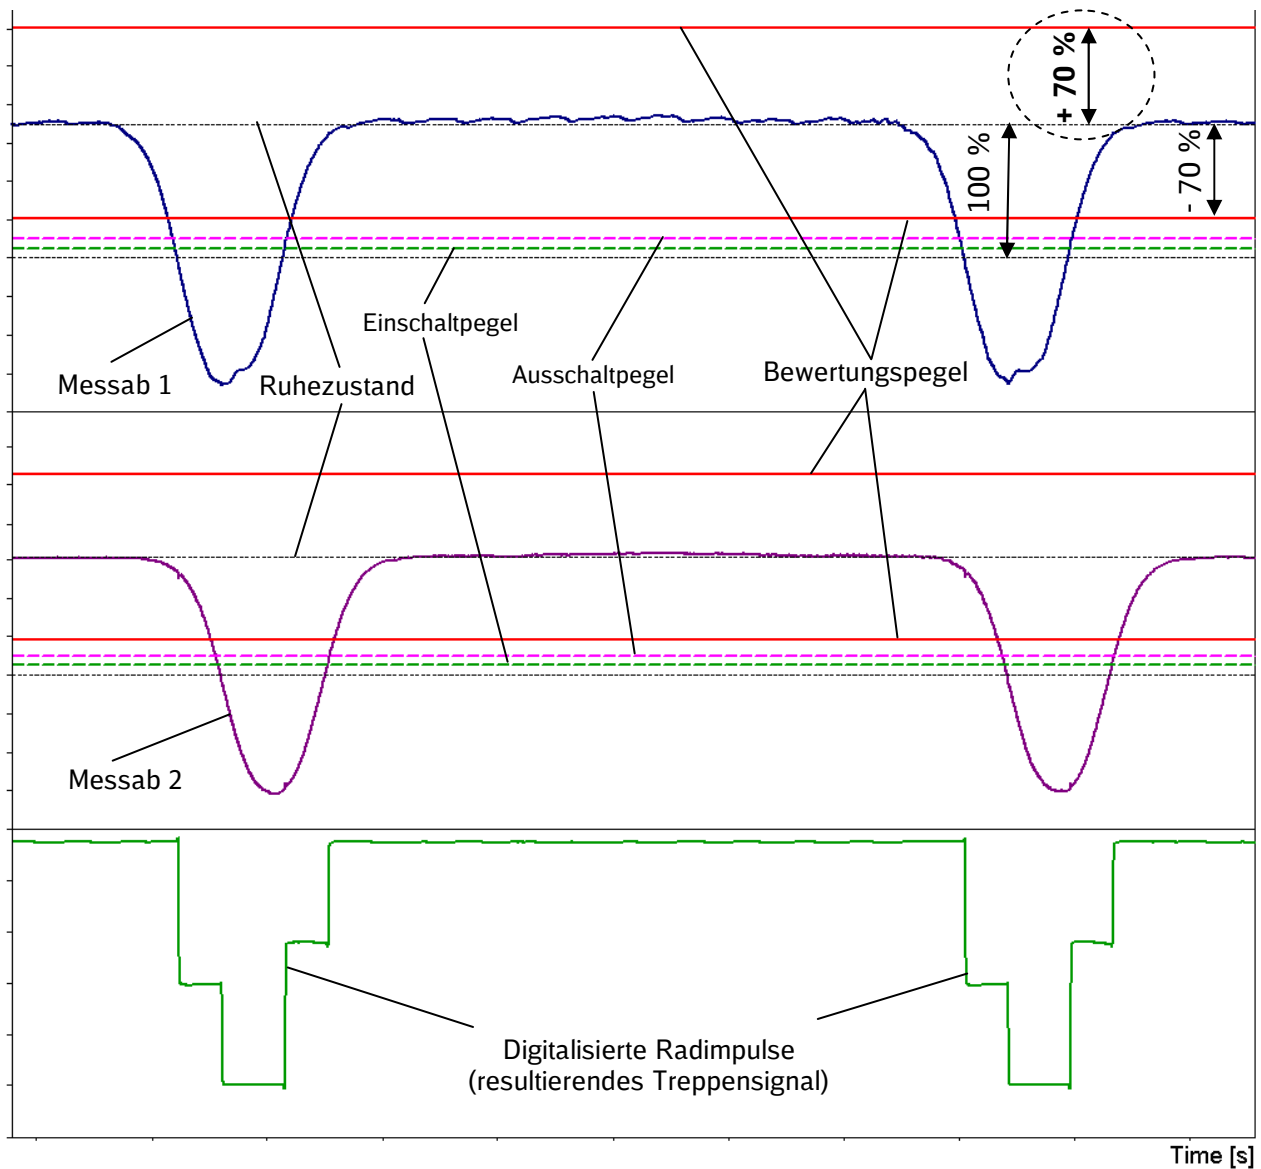 + 70 %
100 %
- 70 %
Einschaltpegel
Ausschaltpegel
Bewertungspegel
Messab 1
Ruhezustand
Messab 2
Digitalisierte Radimpulse
(resultierendes Treppensignal)
Time [s]